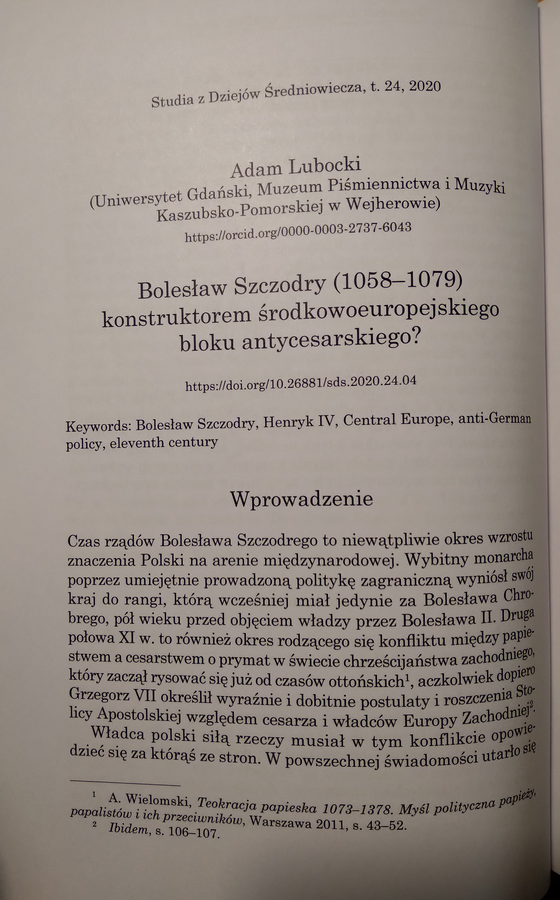 Studia z Dziejów Średniowiecza, t. 24, 2020
Adam Lubocki
(Uniwersytet Gdański, Muzeum Piśmiennictwa i Muzyki
Kaszubsko-Pomorskiej w Wejherowie)
https://orcid.org/0000-0003-2737-6043
Bolesław Szczodry (1058–1079)
konstruktorem środkowoeuropejskiego
bloku antycesarskiego?
https://doi.org/10.26881/sds.2020.24.04
Keywords: Bolesław Szczodry, Henryk IV, Central Europe, anti-German
policy, eleventh century
Wprowadzenie
Czas rządów Bolesława Szczodrego to niewątpliwie okres wzrostu
znaczenia Polski na arenie międzynarodowej. Wybitny monarcha
poprzez umiejętnie prowadzoną politykę zagraniczną wyniósł swój
kraj do rangi, którą wcześniej miał jedynie za Bolesława Chro-
brego, pół wieku przed objęciem władzy przez Bolesława II. Druga
połowa XI w. to również okres rodzącego się konfliktu między papie-
stwem a cesarstwem o prymat w świecie chrześcijaństwa zachodniego,
który zaczął rysować się już od czasów ottońskich¹, aczkolwiek dopiero
Grzegorz VII określił wyraźnie i dobitnie postulaty i roszczenia Sto-
licy Apostolskiej względem cesarza i władców Europy Zachodniej².
Władca polski siłą rzeczy musiał w tym konflikcie opowie-
dzieć się za którąś ze stron. W powszechnej świadomości utarło się
¹ A. Wielomski, Teokracja papieska 1073–1378. Myśl polityczna papieży,
papalistów i ich przeciwników, Warszawa 2011, s. 43–52.
² Ibidem, s. 106–107.